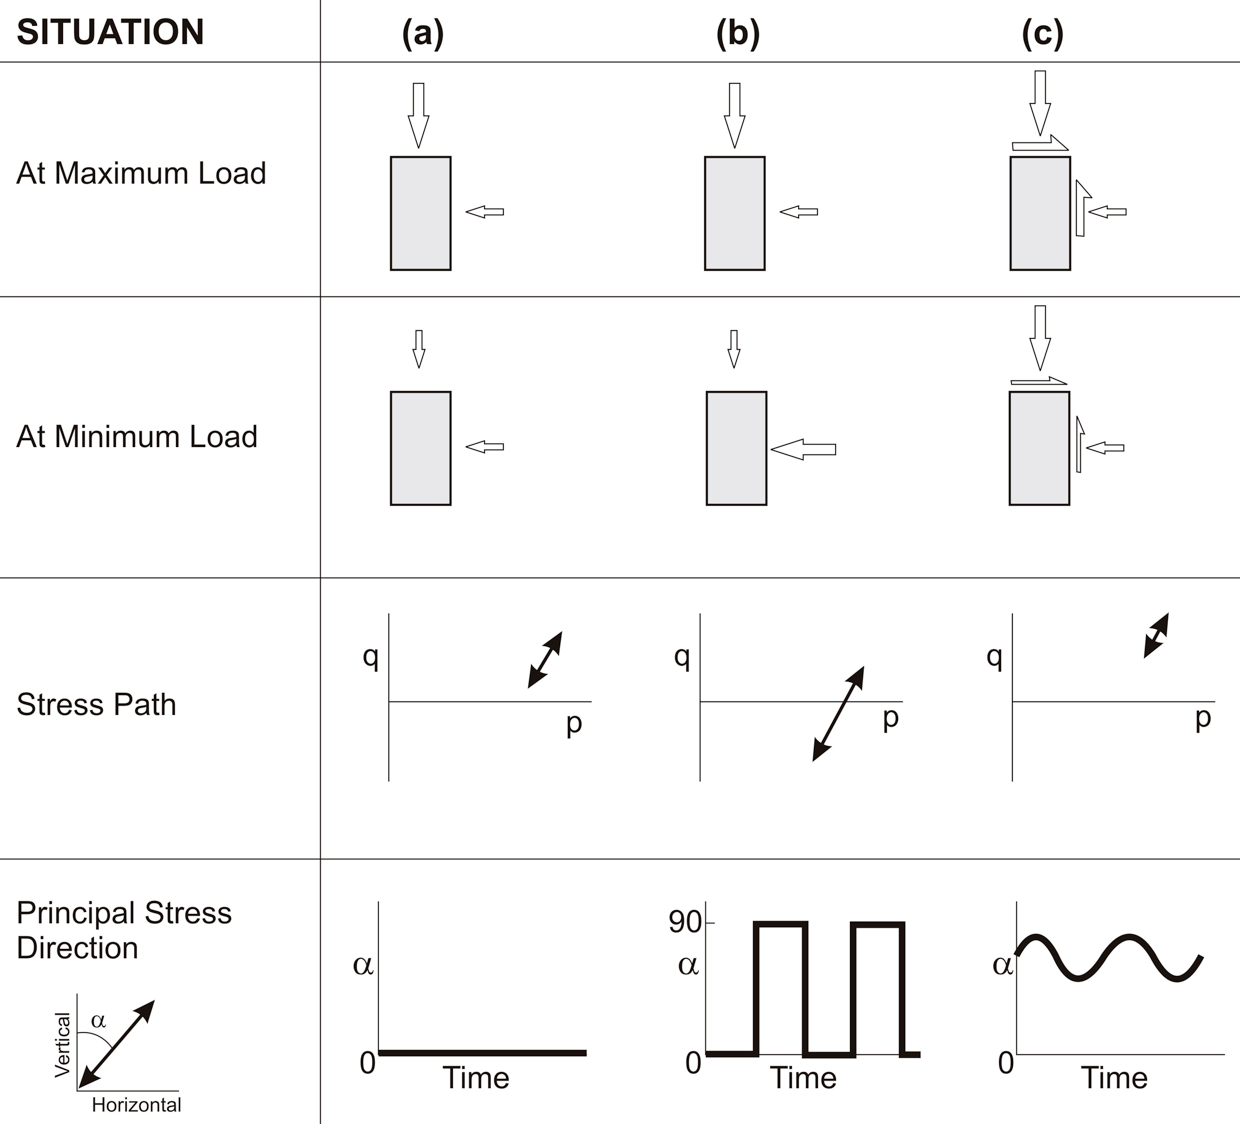 SITUATION (a) (b) (c)
At Maximum Load
At Minimum Load
Stress Path
q p
q p
q p
Principal Stress
Direction
Vertical
α
Horizontal
α
0
Time
90
α
0
Time
α
0
Time